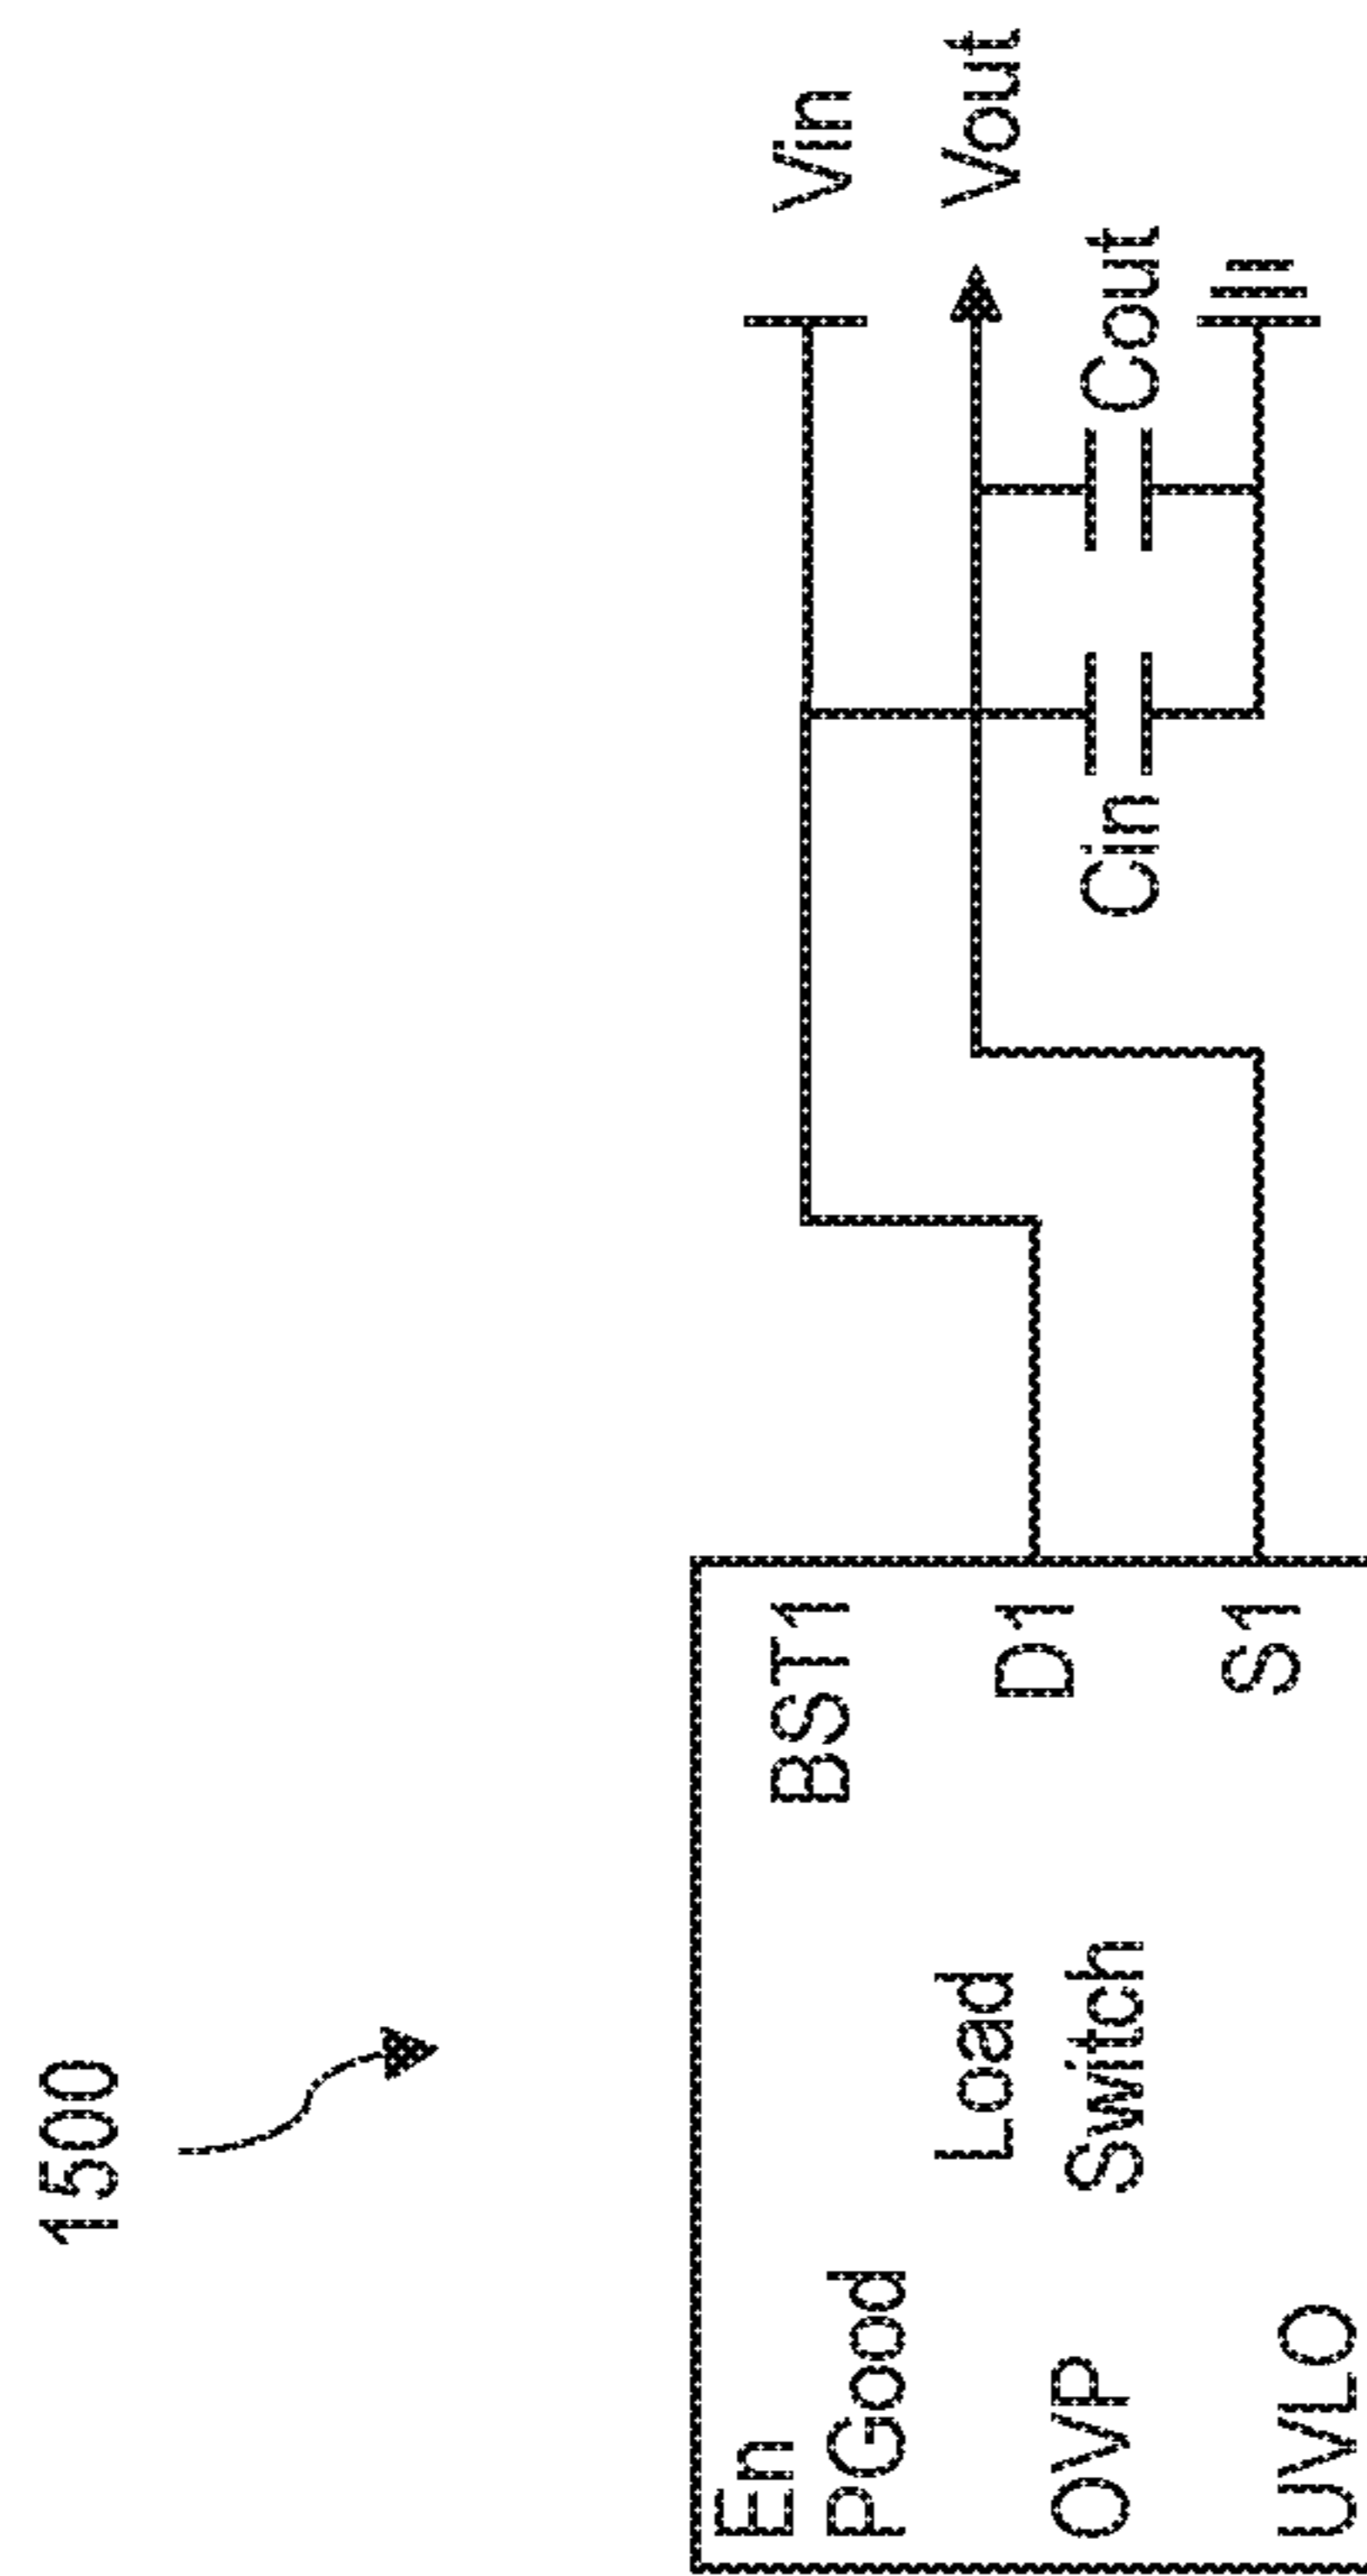 1500
Vin
En
BST1
PGood
Vout
Load
Switch
D1
OVP
Cin
Cout
S1
UVLO